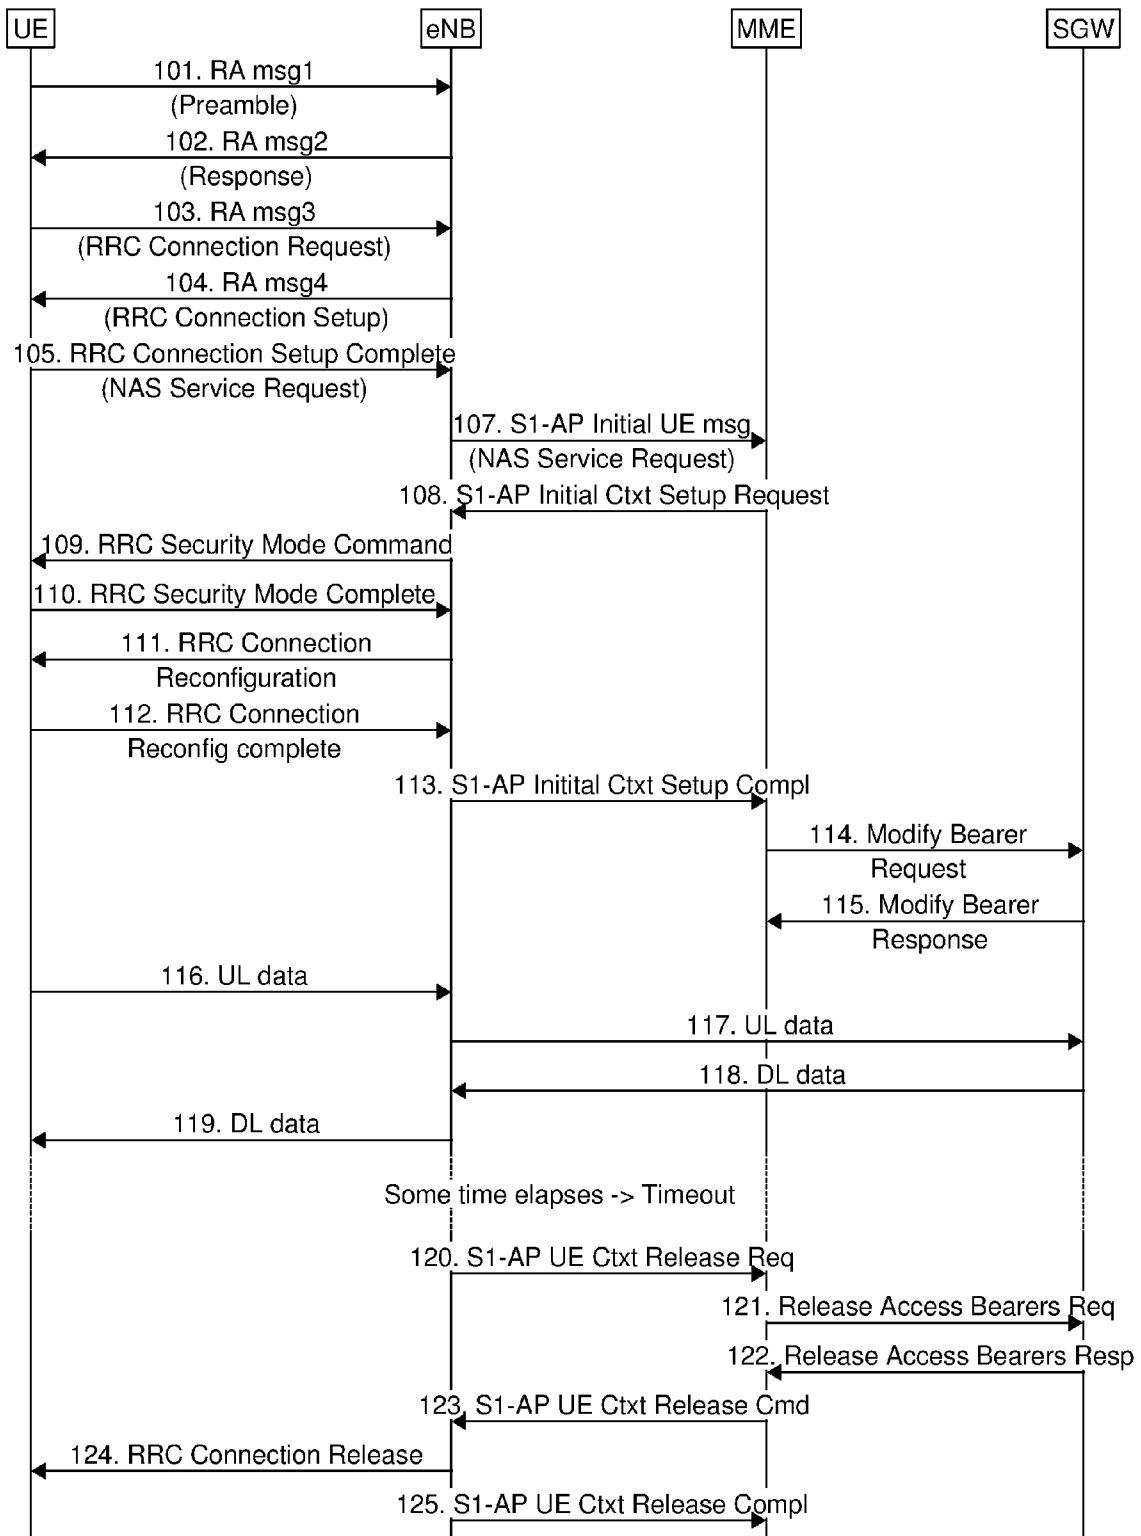 UE eNB MME SGW
101. RA msg1
(Preamble)
102. RA msg2
(Response)
103. RA msg3
(RRC Connection Request)
104. RA msg4
(RRC Connection Setup)
105. RRC Connection Setup Complete
(NAS Service Request)
107. S1-AP Initial UE msg
(NAS Service Request)
108. S1-AP Initial Ctxt Setup Request
109. RRC Security Mode Command
110. RRC Security Mode Complete
111. RRC Connection
Reconfiguration
112. RRC Connection
Reconfig complete
113. S1-AP Initital Ctxt Setup Compl
114. Modify Bearer
Request
115. Modify Bearer
Response
116. UL data
117. UL data
118. DL data
119. DL data
Some time elapses -> Timeout
120. S1-AP UE Ctxt Release Req
121. Release Access Bearers Req
122. Release Access Bearers Resp
123. S1-AP UE Ctxt Release Cmd
124. RRC Connection Release
125. S1-AP UE Ctxt Release Compl